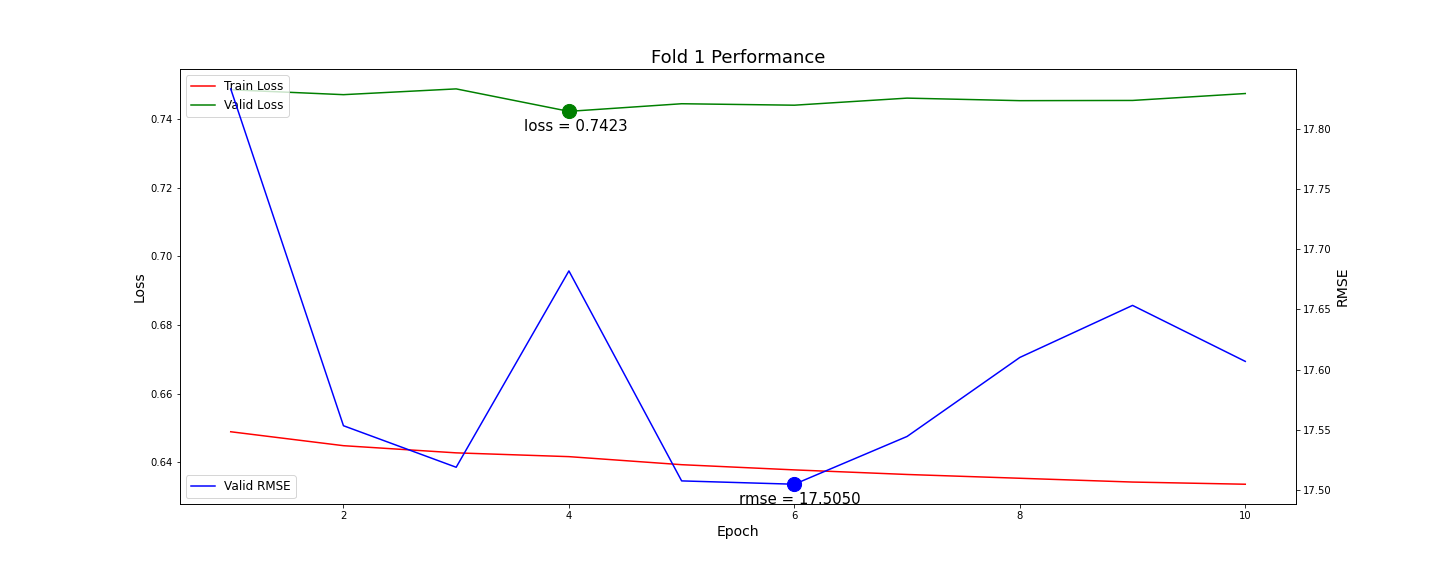 Fold 1 Performance
Train Loss
Valid Loss
loss = 0.7423
0.74
0.72
0.70
0.68
0.66
0.64
Loss
17.80
17.75
17.70
17.65
17.60
17.55
17.50
RMSE
Valid RMSE
rmse = 17.5050
2
4
6
8
10
Epoch